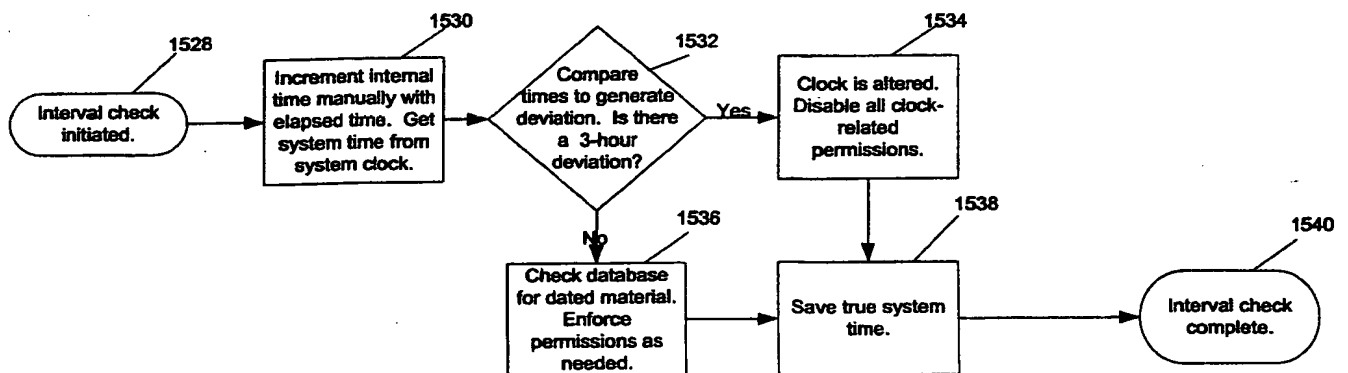 1528
Interval check
initiated.
1530
Increment internal
time manually with
elapsed time. Get
system time from
system clock.
1532
Compare
times to generate
deviation. Is there
a 3-hour
deviation?
Yes
1534
Clock is altered.
Disable all clock-
related
permissions.
No
1536
Check database
for dated material.
Enforce
permissions as
needed.
1538
Save true system
time.
1540
Interval check
complete.